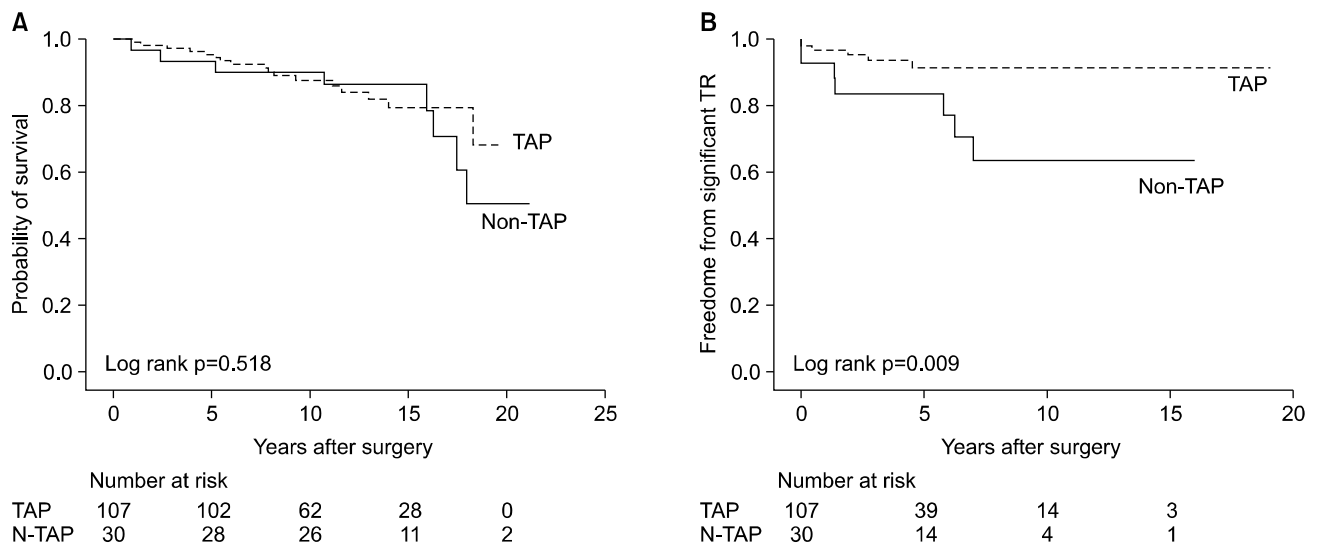 A
Probability of survival
1.0
0.8
0.6
0.4
0.2
0.0
TAP
Non-TAP
Log rank p=0.518
0 5 10 15 20 25
Years after surgery
Number at risk
TAP 107 102 62 28 0
N-TAP 30 28 26 11 2
B
Freedome from significant TR
1.0
0.8
0.6
0.4
0.2
0.0
TAP
Non-TAP
Log rank p=0.009
0 5 10 15 20
Years after surgery
Number at risk
TAP 107 39 14 3
N-TAP 30 14 4 1